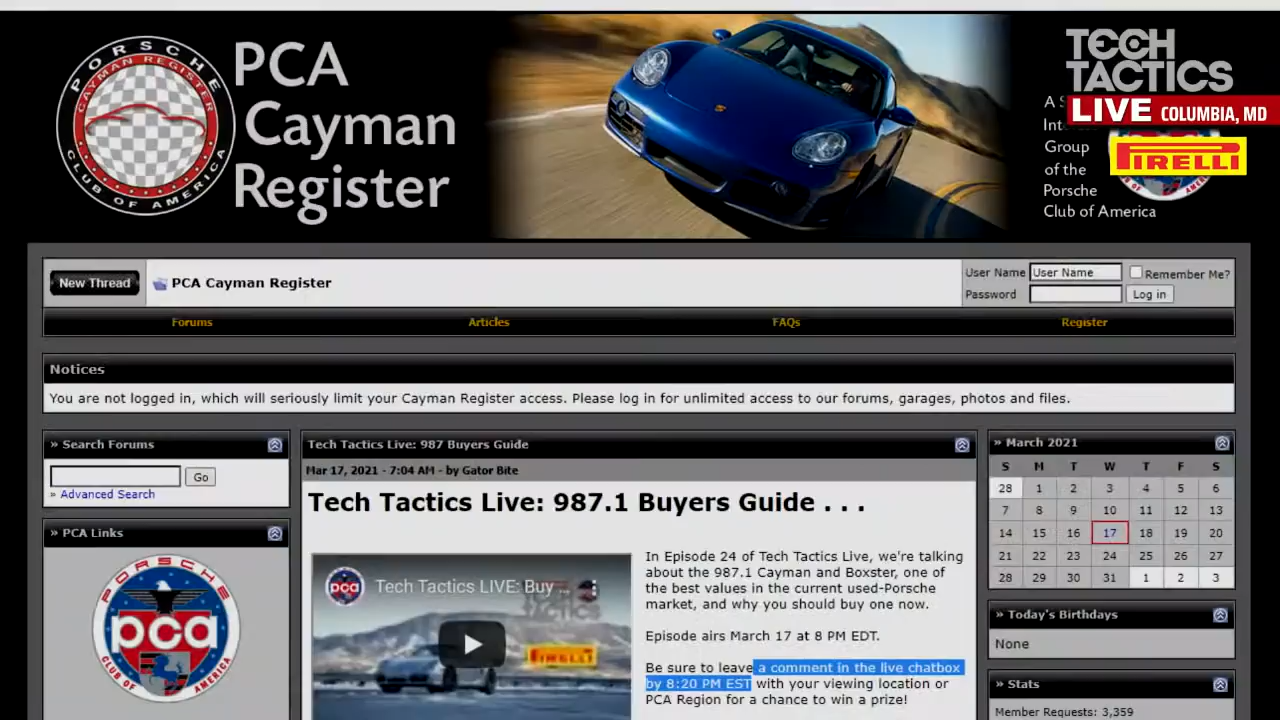 PORSCHE
CAYMAN REGISTER
CLUB OF AMERICA
PCA
Cayman
Register
TECH
TACTICS
LIVE COLUMBIA, MD
PIRELLI
Group
of the
Porsche
Club of America
New Thread
PCA Cayman Register
User Name User Name Remember Me?
Password Log in
Forums Articles FAQs Register
Notices
You are not logged in, which will seriously limit your Cayman Register access. Please log in for unlimited access to our forums, garages, photos and files.
» Search Forums
Go
» Advanced Search
» PCA Links
PORSCHE
pca
CLUB OF AMERICA
Tech Tactics Live: 987 Buyers Guide
Mar 17, 2021 - 7:04 AM - by Gator Bite
Tech Tactics Live: 987.1 Buyers Guide . . .
pca
Tech Tactics LIVE: Buy ...
TACTICS
PIRELLI
In Episode 24 of Tech Tactics Live, we're talking
about the 987.1 Cayman and Boxster, one of
the best values in the current used-porsche
market, and why you should buy one now.
Episode airs March 17 at 8 PM EDT.
Be sure to leave a comment in the live chatbox
by 8:20 PM EST with your viewing location or
PCA Region for a chance to win a prize!
» March 2021
S M T W T F S
28 1 2 3 4 5 6
7 8 9 10 11 12 13
14 15 16 17 18 19 20
21 22 23 24 25 26 27
28 29 30 31 1 2 3
» Today's Birthdays
None
» Stats
Member Requests: 3,359